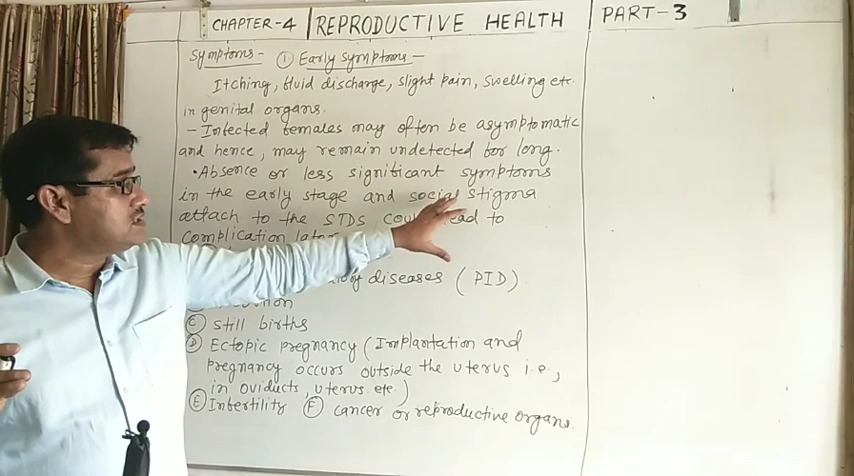 CHAPTER-4 REPRODUCTIVE HEALTH PART-3
Symptoms- ① Early symptoms-
Itching, fluid discharge, slight pain, swelling etc.
in genital organs.
- Infected females may often be asymptomatic
and hence, may remain undetected for long.
• Absence or less significant symptoms
in the early stage and social stigma
attach to the STDs lead to
complication
diseases (PID)
Ⓒ still births
Ⓓ Ectopic pregnancy (Implantation and
pregnancy occurs outside the uterus i.e.,
in oviducts, uterus etc.)
Ⓔ Infertility Ⓕ cancer or reproductive organs.